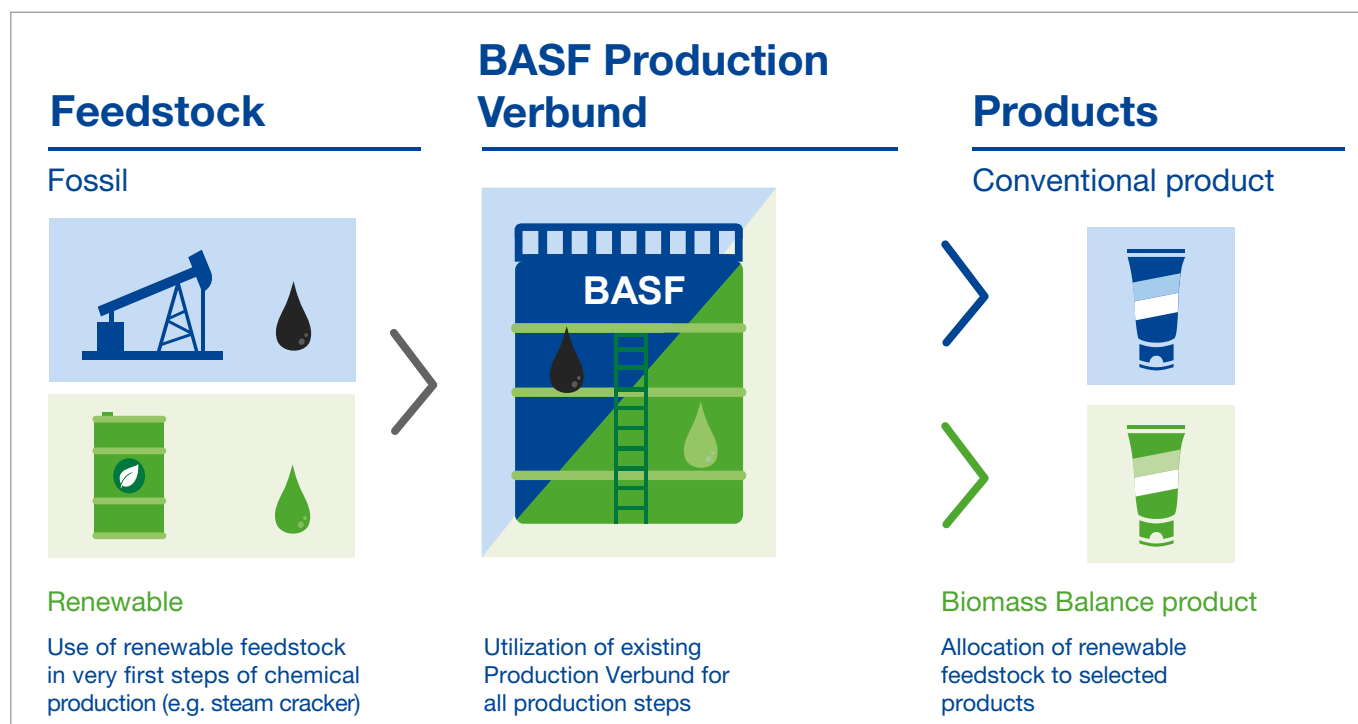 Feedstock
Fossil
Renewable
Use of renewable feedstock
in very first steps of chemical
production (e.g. steam cracker)
BASF Production
Verbund
BASF
Utilization of existing
Production Verbund for
all production steps
Products
Conventional product
Biomass Balance product
Allocation of renewable
feedstock to selected
products